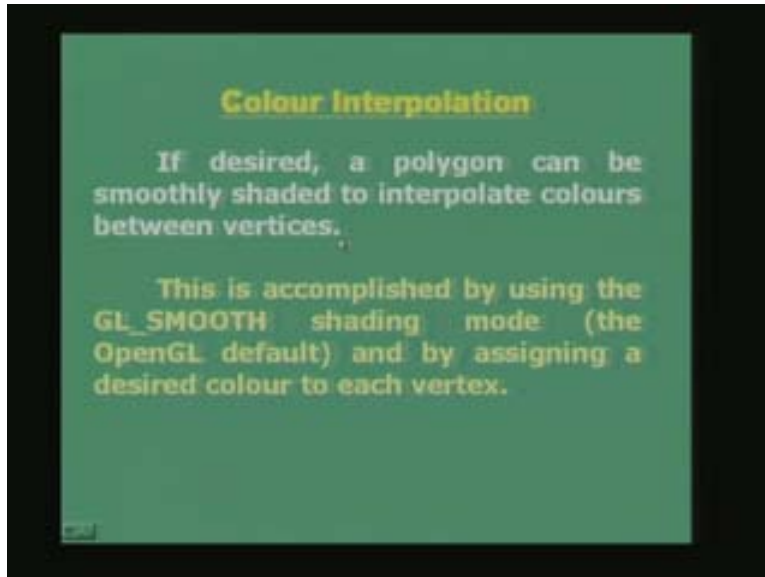 Colour Interpolation
If desired, a polygon can be
smoothly shaded to interpolate colours
between vertices.
This is accomplished by using the
GL_SMOOTH shading mode (the
OpenGL default) and by assigning a
desired colour to each vertex.